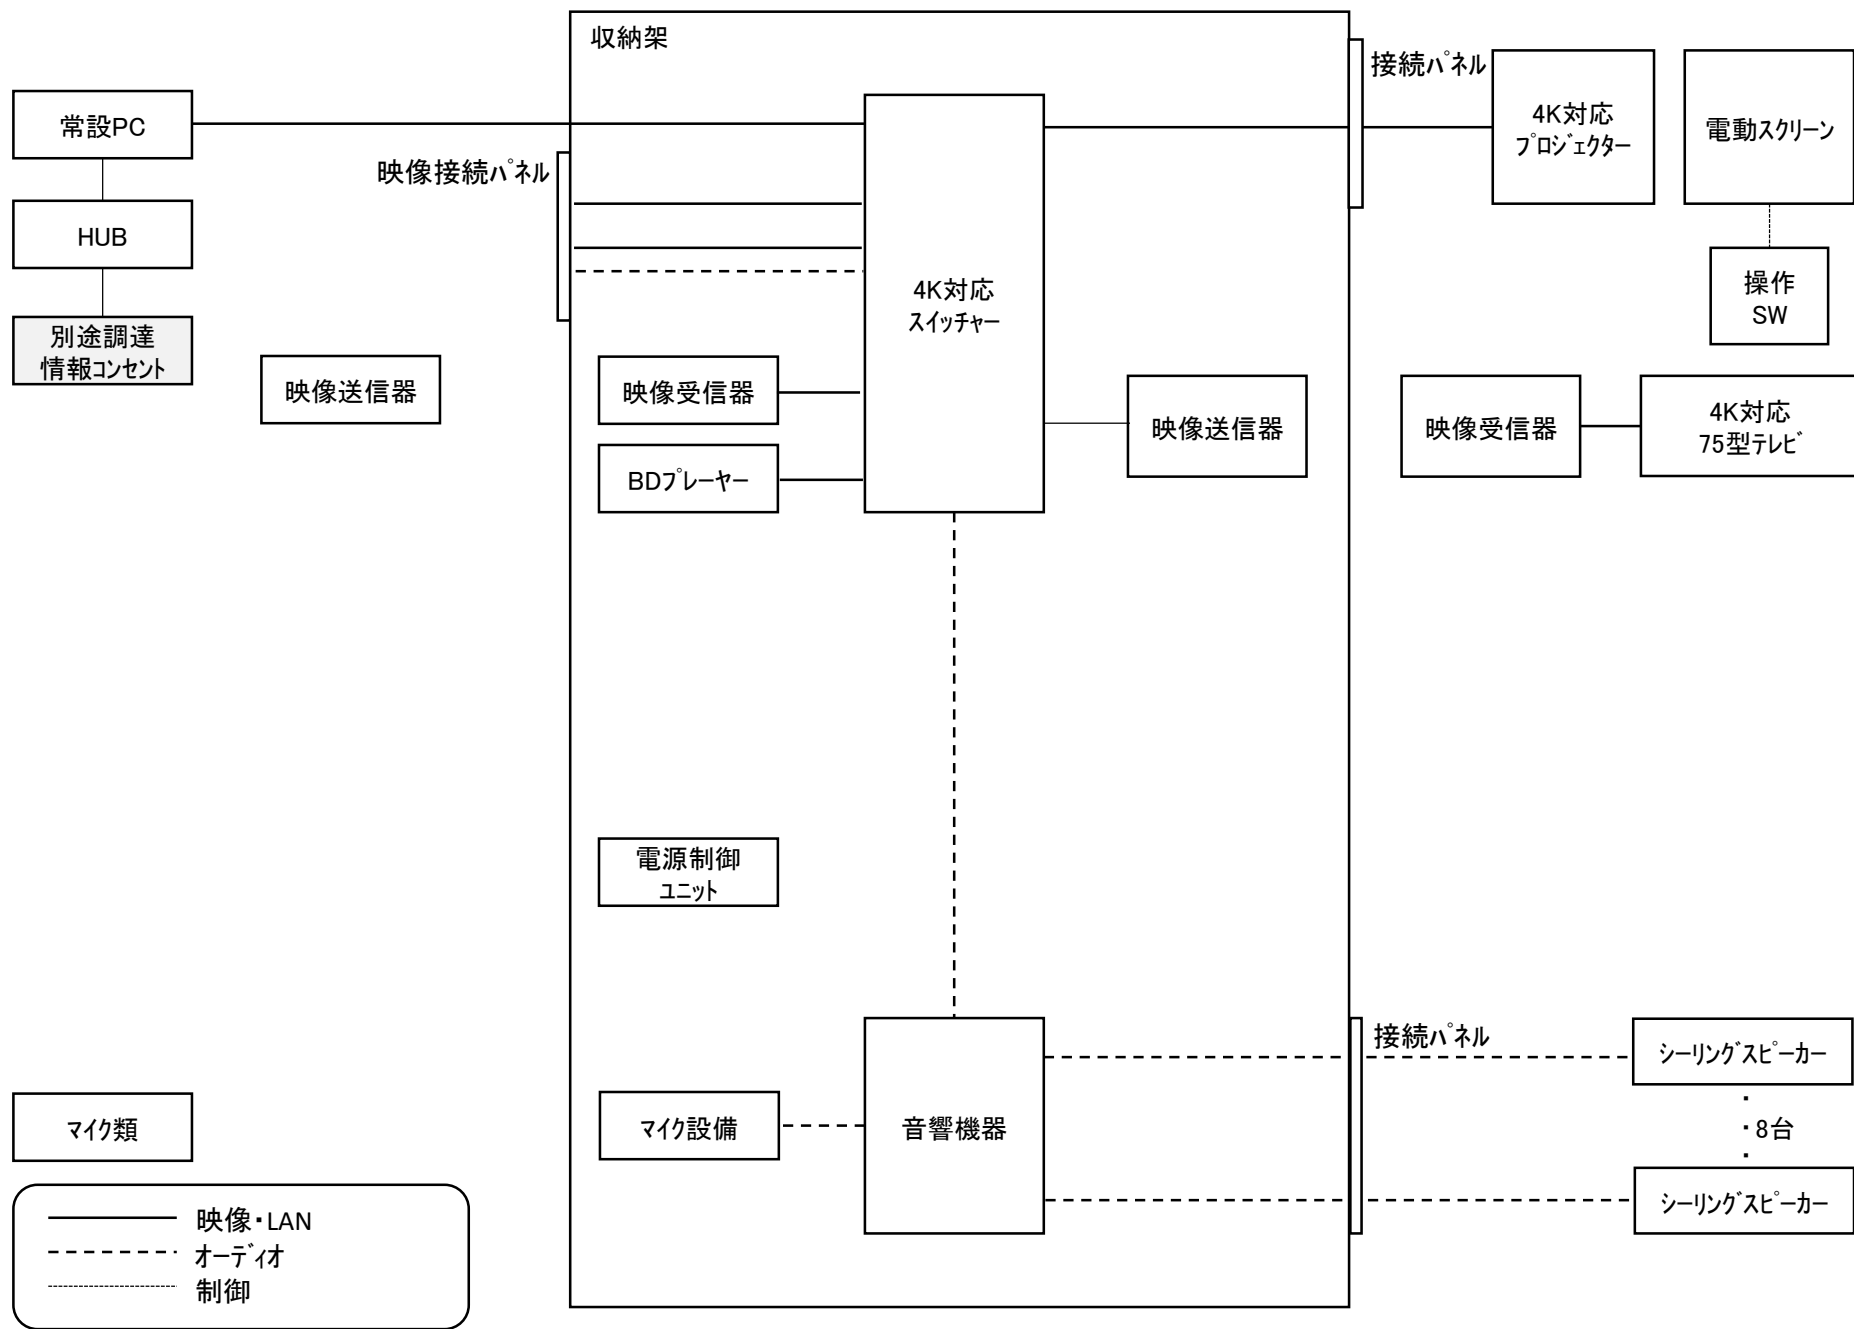 収納架
接続ﾊﾟﾈﾙ
4K対応
ﾌﾟﾛｼﾞｪｸﾀｰ
電動ｽｸﾘｰﾝ
常設PC
映像接続ﾊﾟﾈﾙ
HUB
4K対応
ｽｲｯﾁｬｰ
操作
SW
別途調達
情報ｺﾝｾﾝﾄ
映像送信器
映像受信器
映像送信器
映像受信器
4K対応
75型ﾃﾚﾋﾞ
BDﾌﾟﾚｰﾔｰ
電源制御
ﾕﾆｯﾄ
接続ﾊﾟﾈﾙ
ｼｰﾘﾝｸﾞｽﾋﾟｰｶｰ
ﾏｲｸ類
ﾏｲｸ設備
音響機器
・
・8台
・
ｼｰﾘﾝｸﾞｽﾋﾟｰｶｰ
映像・LAN
ｵｰﾃﾞｨｵ
制御